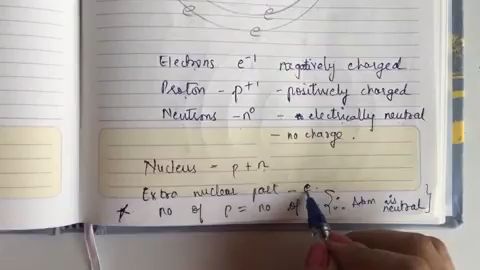 e e e
Electrons e⁻¹ negatively charged
Proton - p⁺¹ - positively charged
Neutrons - n⁰ - electrically neutral
- no charge.
Nucleus = p + n
Extra nuclear part - e
* no of p = no of {∵ Atom is neutral}